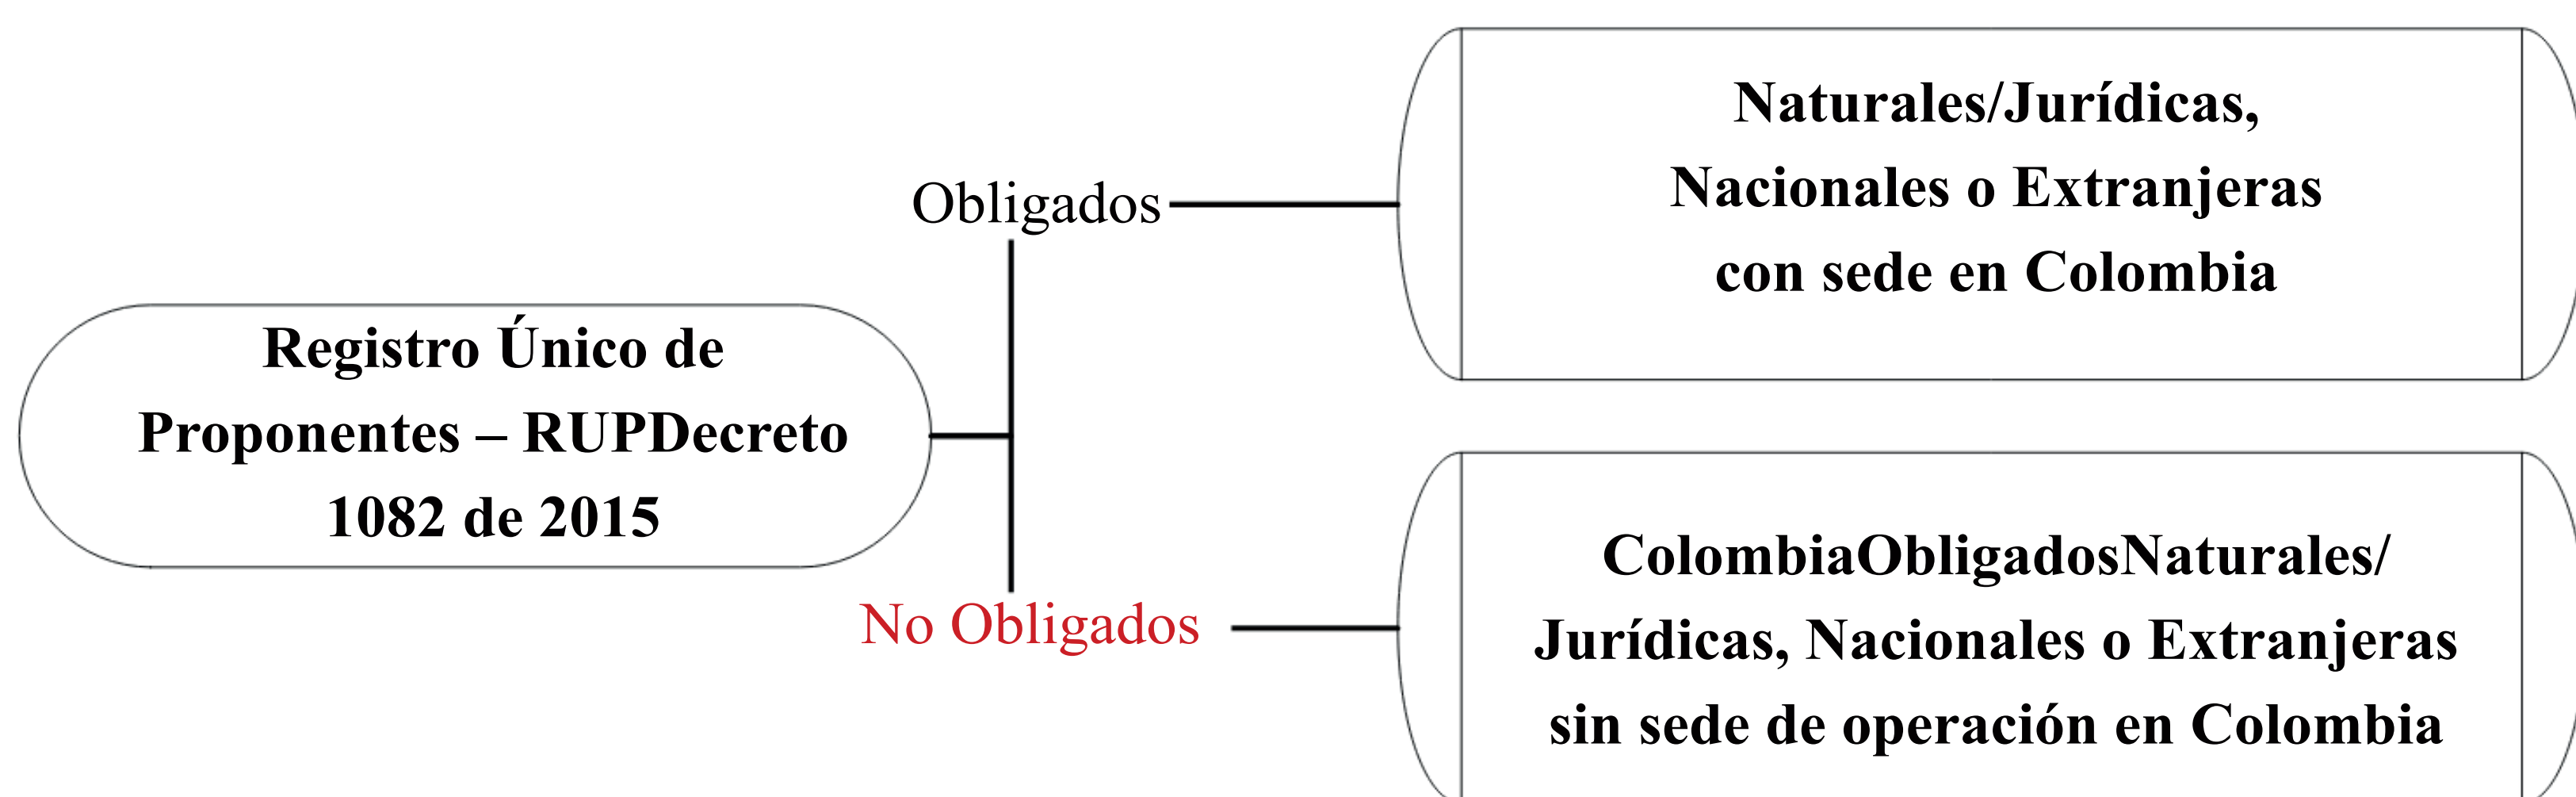 Registro Único de
Proponentes – RUPDecreto
1082 de 2015
Obligados
Naturales/Jurídicas,
Nacionales o Extranjeras
con sede en Colombia
No Obligados
ColombiaObligadosNaturales/
Jurídicas, Nacionales o Extranjeras
sin sede de operación en Colombia